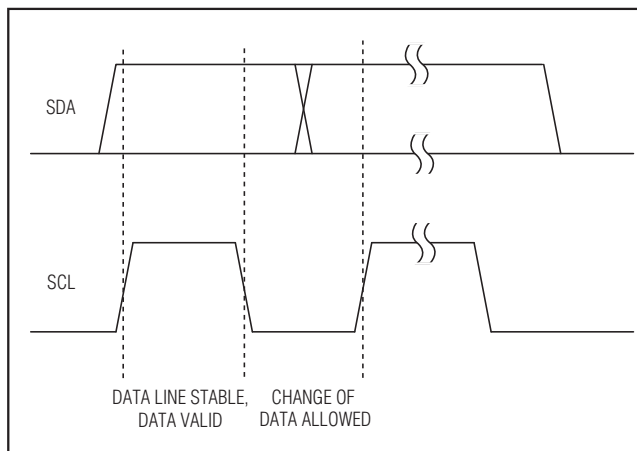 SDA
SCL
DATA LINE STABLE,
DATA VALID
CHANGE OF
DATA ALLOWED